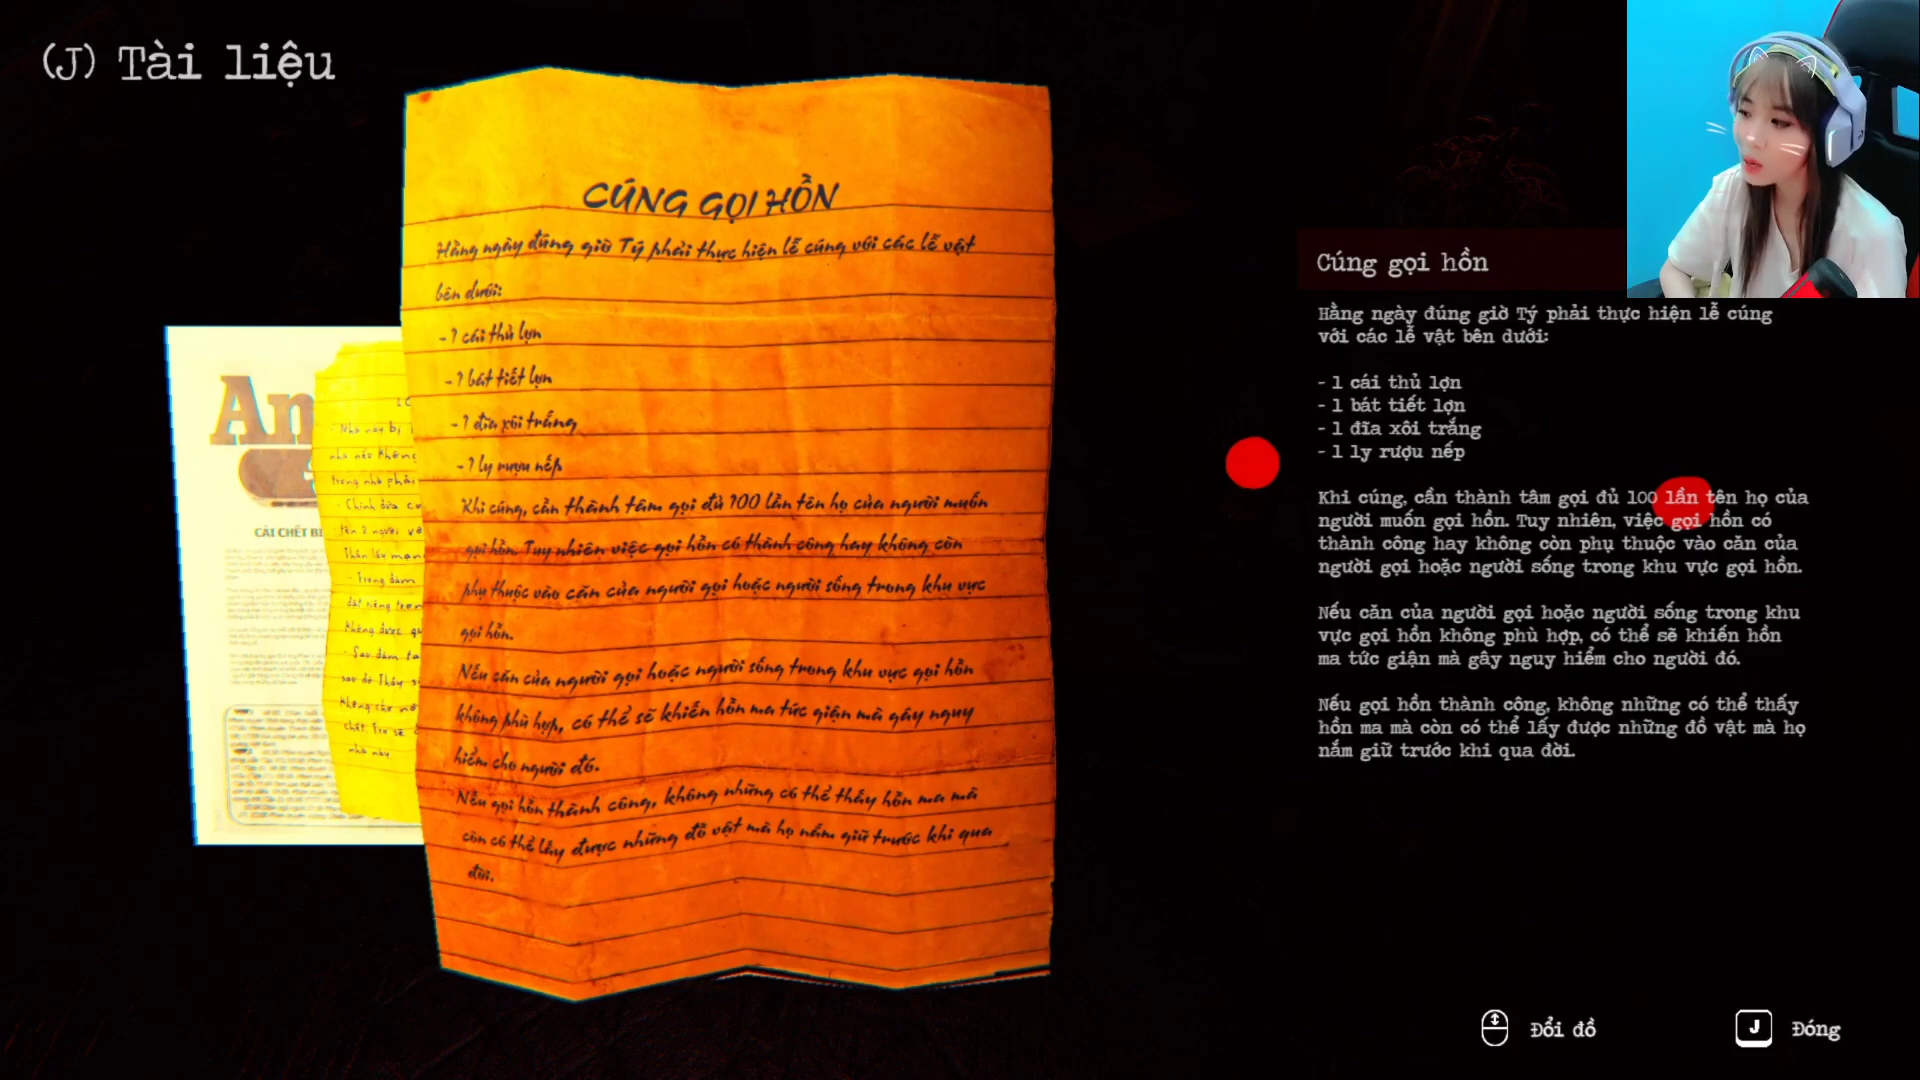 (J) Tài liệu
CÚNG GỌI HỒN
Hằng ngày đúng giờ Tý phải thực hiện lễ cúng với các lễ vật
bên dưới:
- 1 cái thủ lợn
- 1 bát tiết lợn
- 1 đĩa xôi trắng
- 1 ly rượu nếp
Khi cúng, cần thành tâm gọi đủ 100 lần tên họ của người muốn
gọi hồn. Tuy nhiên việc gọi hồn có thành công hay không còn
phụ thuộc vào căn của người gọi hoặc người sống trong khu vực
gọi hồn.
Nếu căn của người gọi hoặc người sống trong khu vực gọi hồn
không phù hợp, có thể sẽ khiến hồn ma tức giận mà gây nguy
hiểm cho người đó.
Nếu gọi hồn thành công, không những có thể thấy hồn ma mà
còn có thể lấy được những đồ vật mà họ nắm giữ trước khi qua
đời.
An
CÁI CHẾT BÍ
- Nhà này bị
trong nhà phải
- Trong đám
- Sau đám ta
nhà này
Cúng gọi hồn
Hằng ngày đúng giờ Tý phải thực hiện lễ cúng
với các lễ vật bên dưới:
- 1 cái thủ lợn
- 1 bát tiết lợn
- 1 đĩa xôi trắng
- 1 ly rượu nếp
Khi cúng, cần thành tâm gọi đủ 100 lần tên họ của
người muốn gọi hồn. Tuy nhiên, việc gọi hồn có
thành công hay không còn phụ thuộc vào căn của
người gọi hoặc người sống trong khu vực gọi hồn.
Nếu căn của người gọi hoặc người sống trong khu
vực gọi hồn không phù hợp, có thể sẽ khiến hồn
ma tức giận mà gây nguy hiểm cho người đó.
Nếu gọi hồn thành công, không những có thể thấy
hồn ma mà còn có thể lấy được những đồ vật mà họ
nắm giữ trước khi qua đời.
Đổi đồ
J Đóng